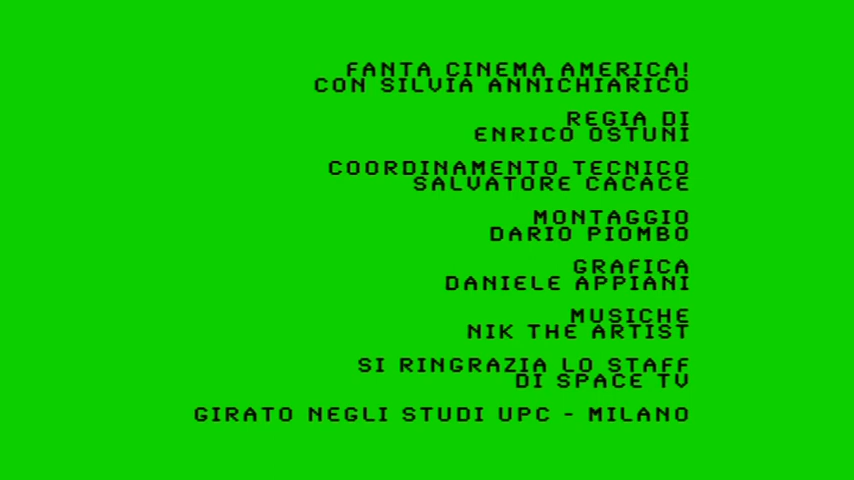 FANTA CINEMA AMERICA!
CON SILVIA ANNICHIARICO
REGIA DI
ENRICO OSTUNI
COORDINAMENTO TECNICO
SALVATORE CACACE
MONTAGGIO
DARIO PIOMBO
GRAFICA
DANIELE APPIANI
MUSICHE
NIK THE ARTIST
SI RINGRAZIA LO STAFF
DI SPACE TV
GIRATO NEGLI STUDI UPC - MILANO